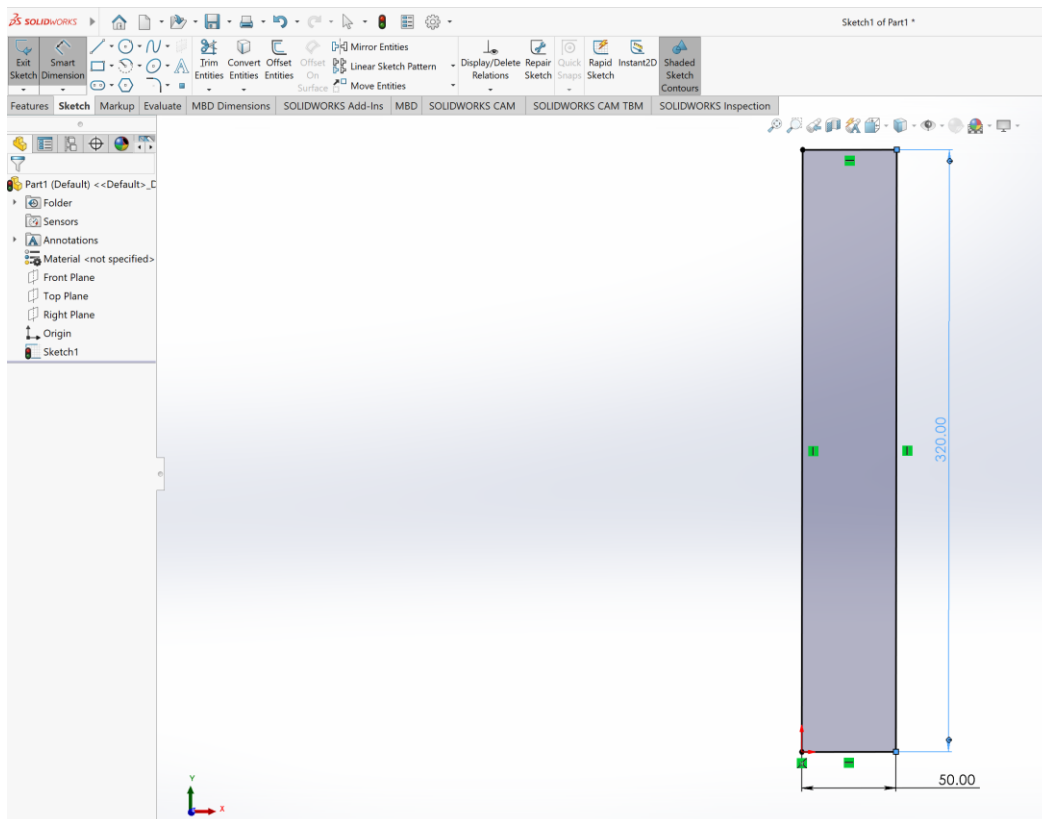 3S SOLIDWORKS
Sketch1 of Part1 *
Exit Sketch
Smart Dimension
Trim Entities
Convert Entities
Offset Entities
Offset On Surface
Mirror Entities
Linear Sketch Pattern
Move Entities
Display/Delete Relations
Repair Sketch
Quick Snaps
Rapid Sketch
Instant2D
Shaded Sketch Contours
Features Sketch Markup Evaluate MBD Dimensions SOLIDWORKS Add-Ins MBD SOLIDWORKS CAM SOLIDWORKS CAM TBM SOLIDWORKS Inspection
Part1 (Default) <<Default>_D
Folder
Sensors
Annotations
Material <not specified>
Front Plane
Top Plane
Right Plane
Origin
Sketch1
320.00
50.00
Y
X